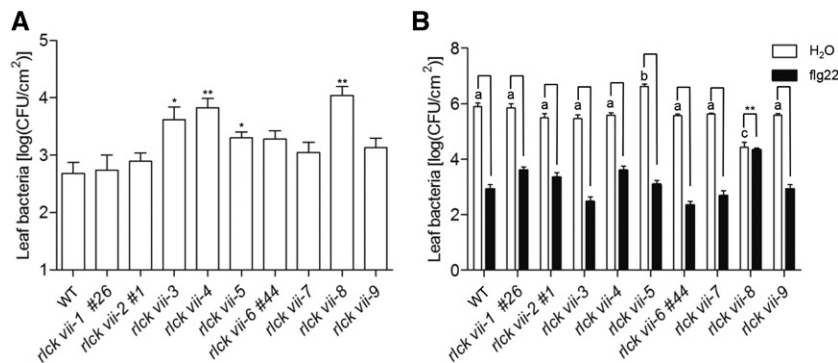 A
Leaf bacteria [log(CFU/cm²)]
5
4
3
2
1
* ** * **
WT
rlck vii-1 #26
rlck vii-2 #1
rlck vii-3
rlck vii-4
rlck vii-5
rlck vii-6 #44
rlck vii-7
rlck vii-8
rlck vii-9
B
Leaf bacteria [log(CFU/cm²)]
8
6
4
2
0
a a a a a b a a c ** a
H₂O
flg22
WT
rlck vii-1 #26
rlck vii-2 #1
rlck vii-3
rlck vii-4
rlck vii-5
rlck vii-6 #44
rlck vii-7
rlck vii-8
rlck vii-9